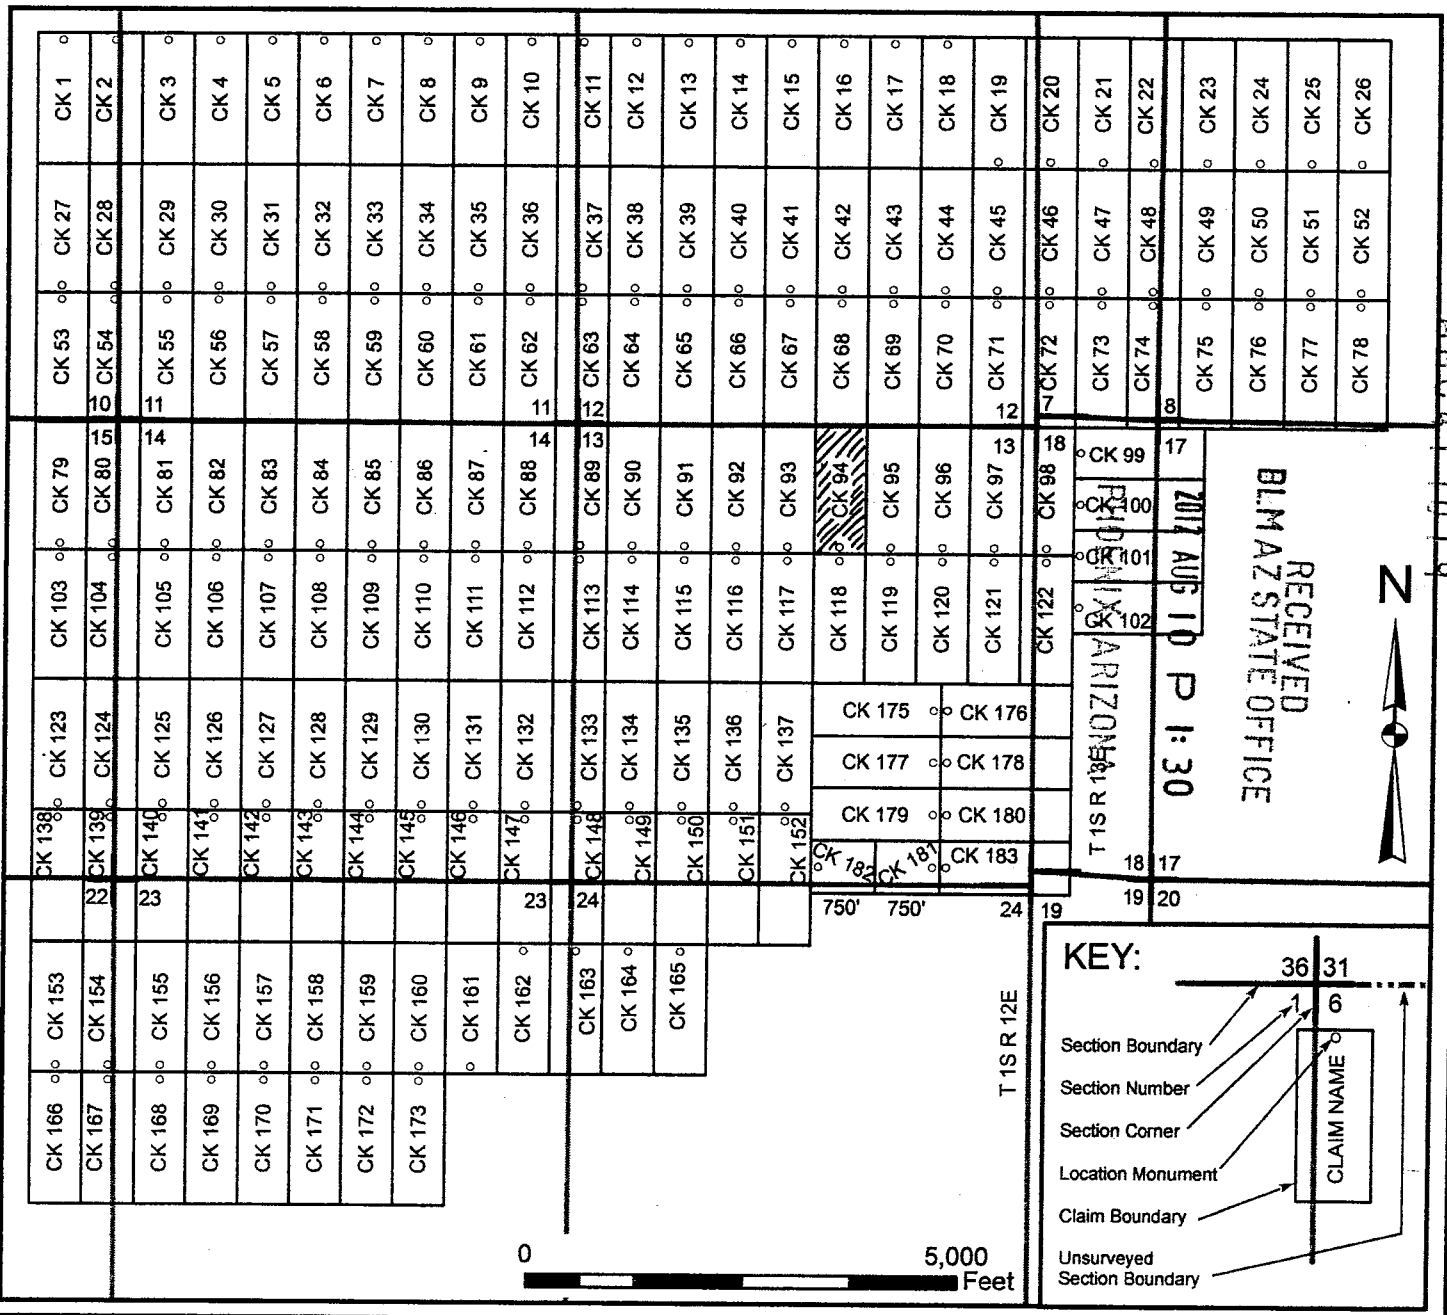 CK 1 CK 2 CK 3 CK 4 CK 5 CK 6 CK 7 CK 8 CK 9 CK 10 CK 11 CK 12 CK 13 CK 14 CK 15 CK 16 CK 17 CK 18 CK 19 CK 20 CK 21 CK 22 CK 23 CK 24 CK 25 CK 26
CK 27 CK 28 CK 29 CK 30 CK 31 CK 32 CK 33 CK 34 CK 35 CK 36 CK 37 CK 38 CK 39 CK 40 CK 41 CK 42 CK 43 CK 44 CK 45 CK 46 CK 47 CK 48 CK 49 CK 50 CK 51 CK 52
CK 53 CK 54 CK 55 CK 56 CK 57 CK 58 CK 59 CK 60 CK 61 CK 62 CK 63 CK 64 CK 65 CK 66 CK 67 CK 68 CK 69 CK 70 CK 71 CK 72 CK 73 CK 74 CK 75 CK 76 CK 77 CK 78
10 11 11 12 12 7 8
15 14 14 13 13 18 17
CK 79 CK 80 CK 81 CK 82 CK 83 CK 84 CK 85 CK 86 CK 87 CK 88 CK 89 CK 90 CK 91 CK 92 CK 93 CK 94 CK 95 CK 96 CK 97 CK 98
CK 99
CK 100
CK 101
CK 102
CK 103 CK 104 CK 105 CK 106 CK 107 CK 108 CK 109 CK 110 CK 111 CK 112 CK 113 CK 114 CK 115 CK 116 CK 117 CK 118 CK 119 CK 120 CK 121 CK 122
RECEIVED
BLM AZ STATE OFFICE
2012 AUG 10 P 1:30
PHOENIX ARIZONA
N
CK 123 CK 124 CK 125 CK 126 CK 127 CK 128 CK 129 CK 130 CK 131 CK 132 CK 133 CK 134 CK 135 CK 136 CK 137
CK 175 CK 176
CK 177 CK 178
CK 179 CK 180
T1S R 13E
CK 138 CK 139 CK 140 CK 141 CK 142 CK 143 CK 144 CK 145 CK 146 CK 147 CK 148 CK 149 CK 150 CK 151 CK 152
CK 182 CK 181 CK 183
18 17
22 23 23 24 750' 750' 24 19 19 20
CK 153 CK 154 CK 155 CK 156 CK 157 CK 158 CK 159 CK 160 CK 161 CK 162 CK 163 CK 164 CK 165
T1S R 12E
CK 166 CK 167 CK 168 CK 169 CK 170 CK 171 CK 172 CK 173
KEY:
36 31
1 6
Section Boundary
Section Number
Section Corner
Location Monument
Claim Boundary
Unsurveyed
Section Boundary
CLAIM NAME
0 5,000
Feet